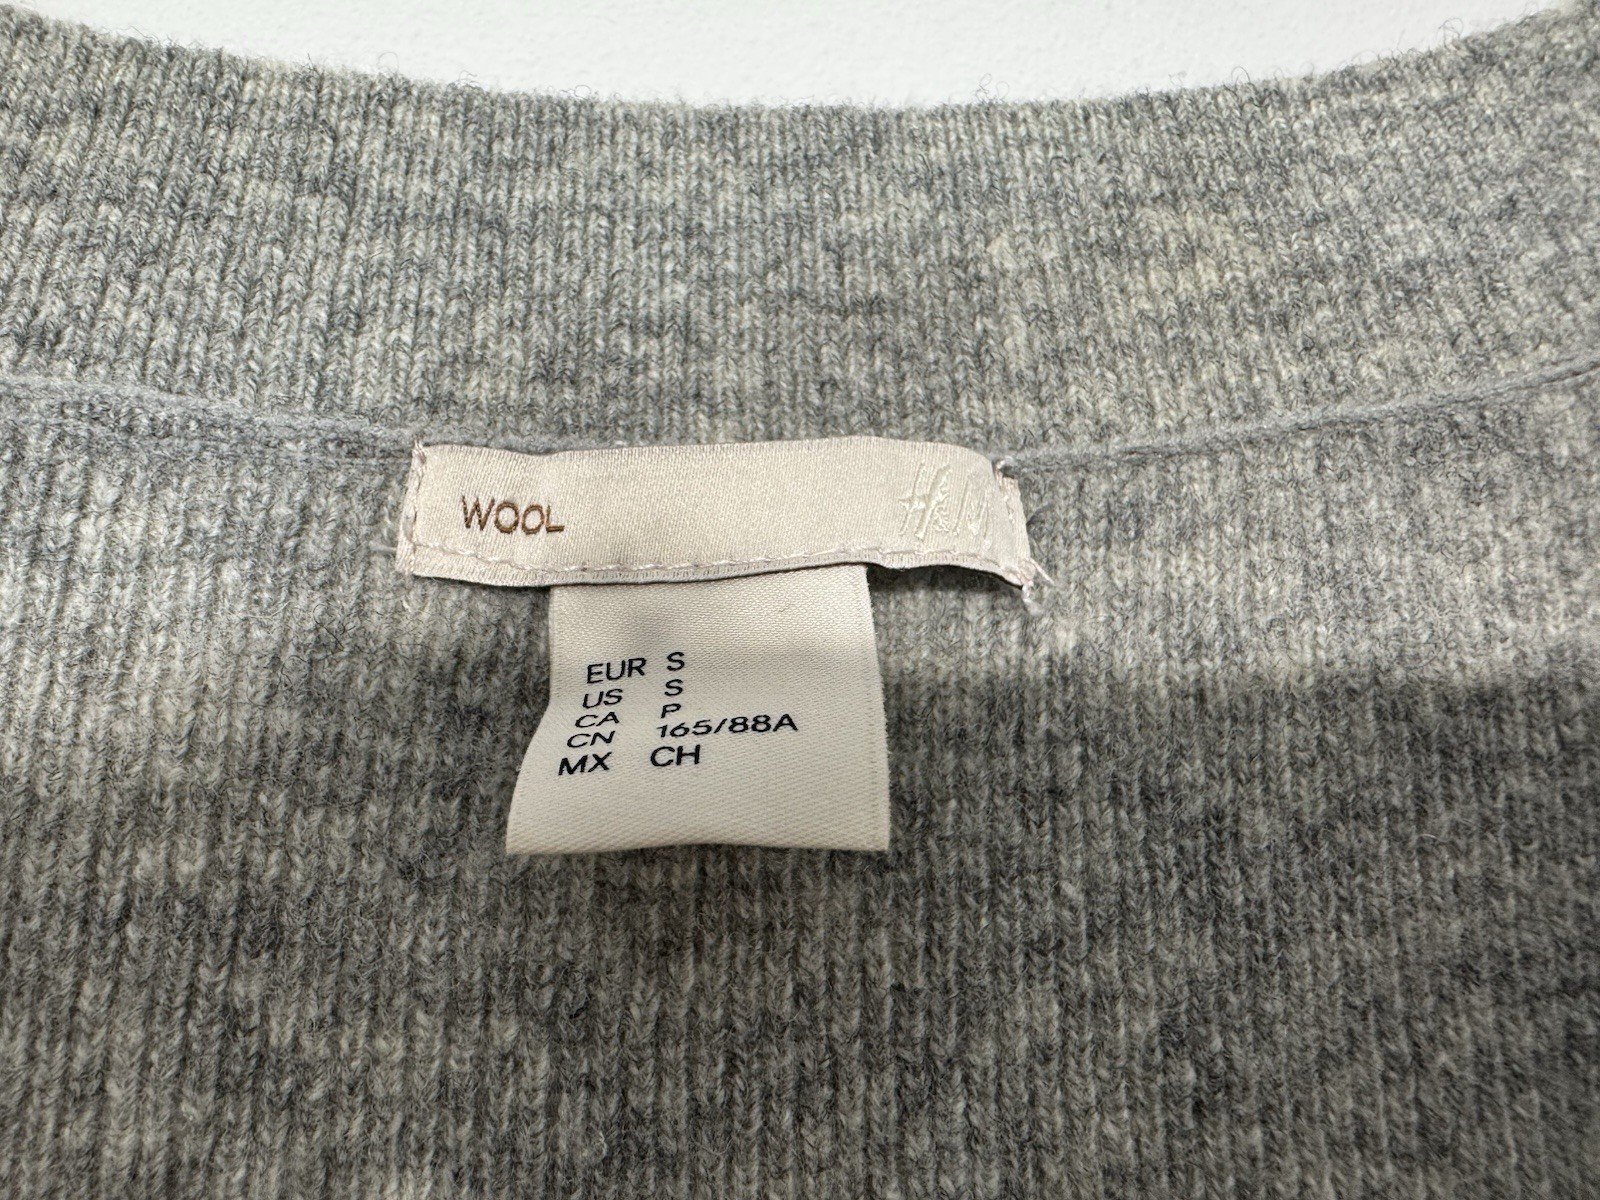 WOOL H&M
EUR S
US S
CA P
CN 165/88A
MX CH